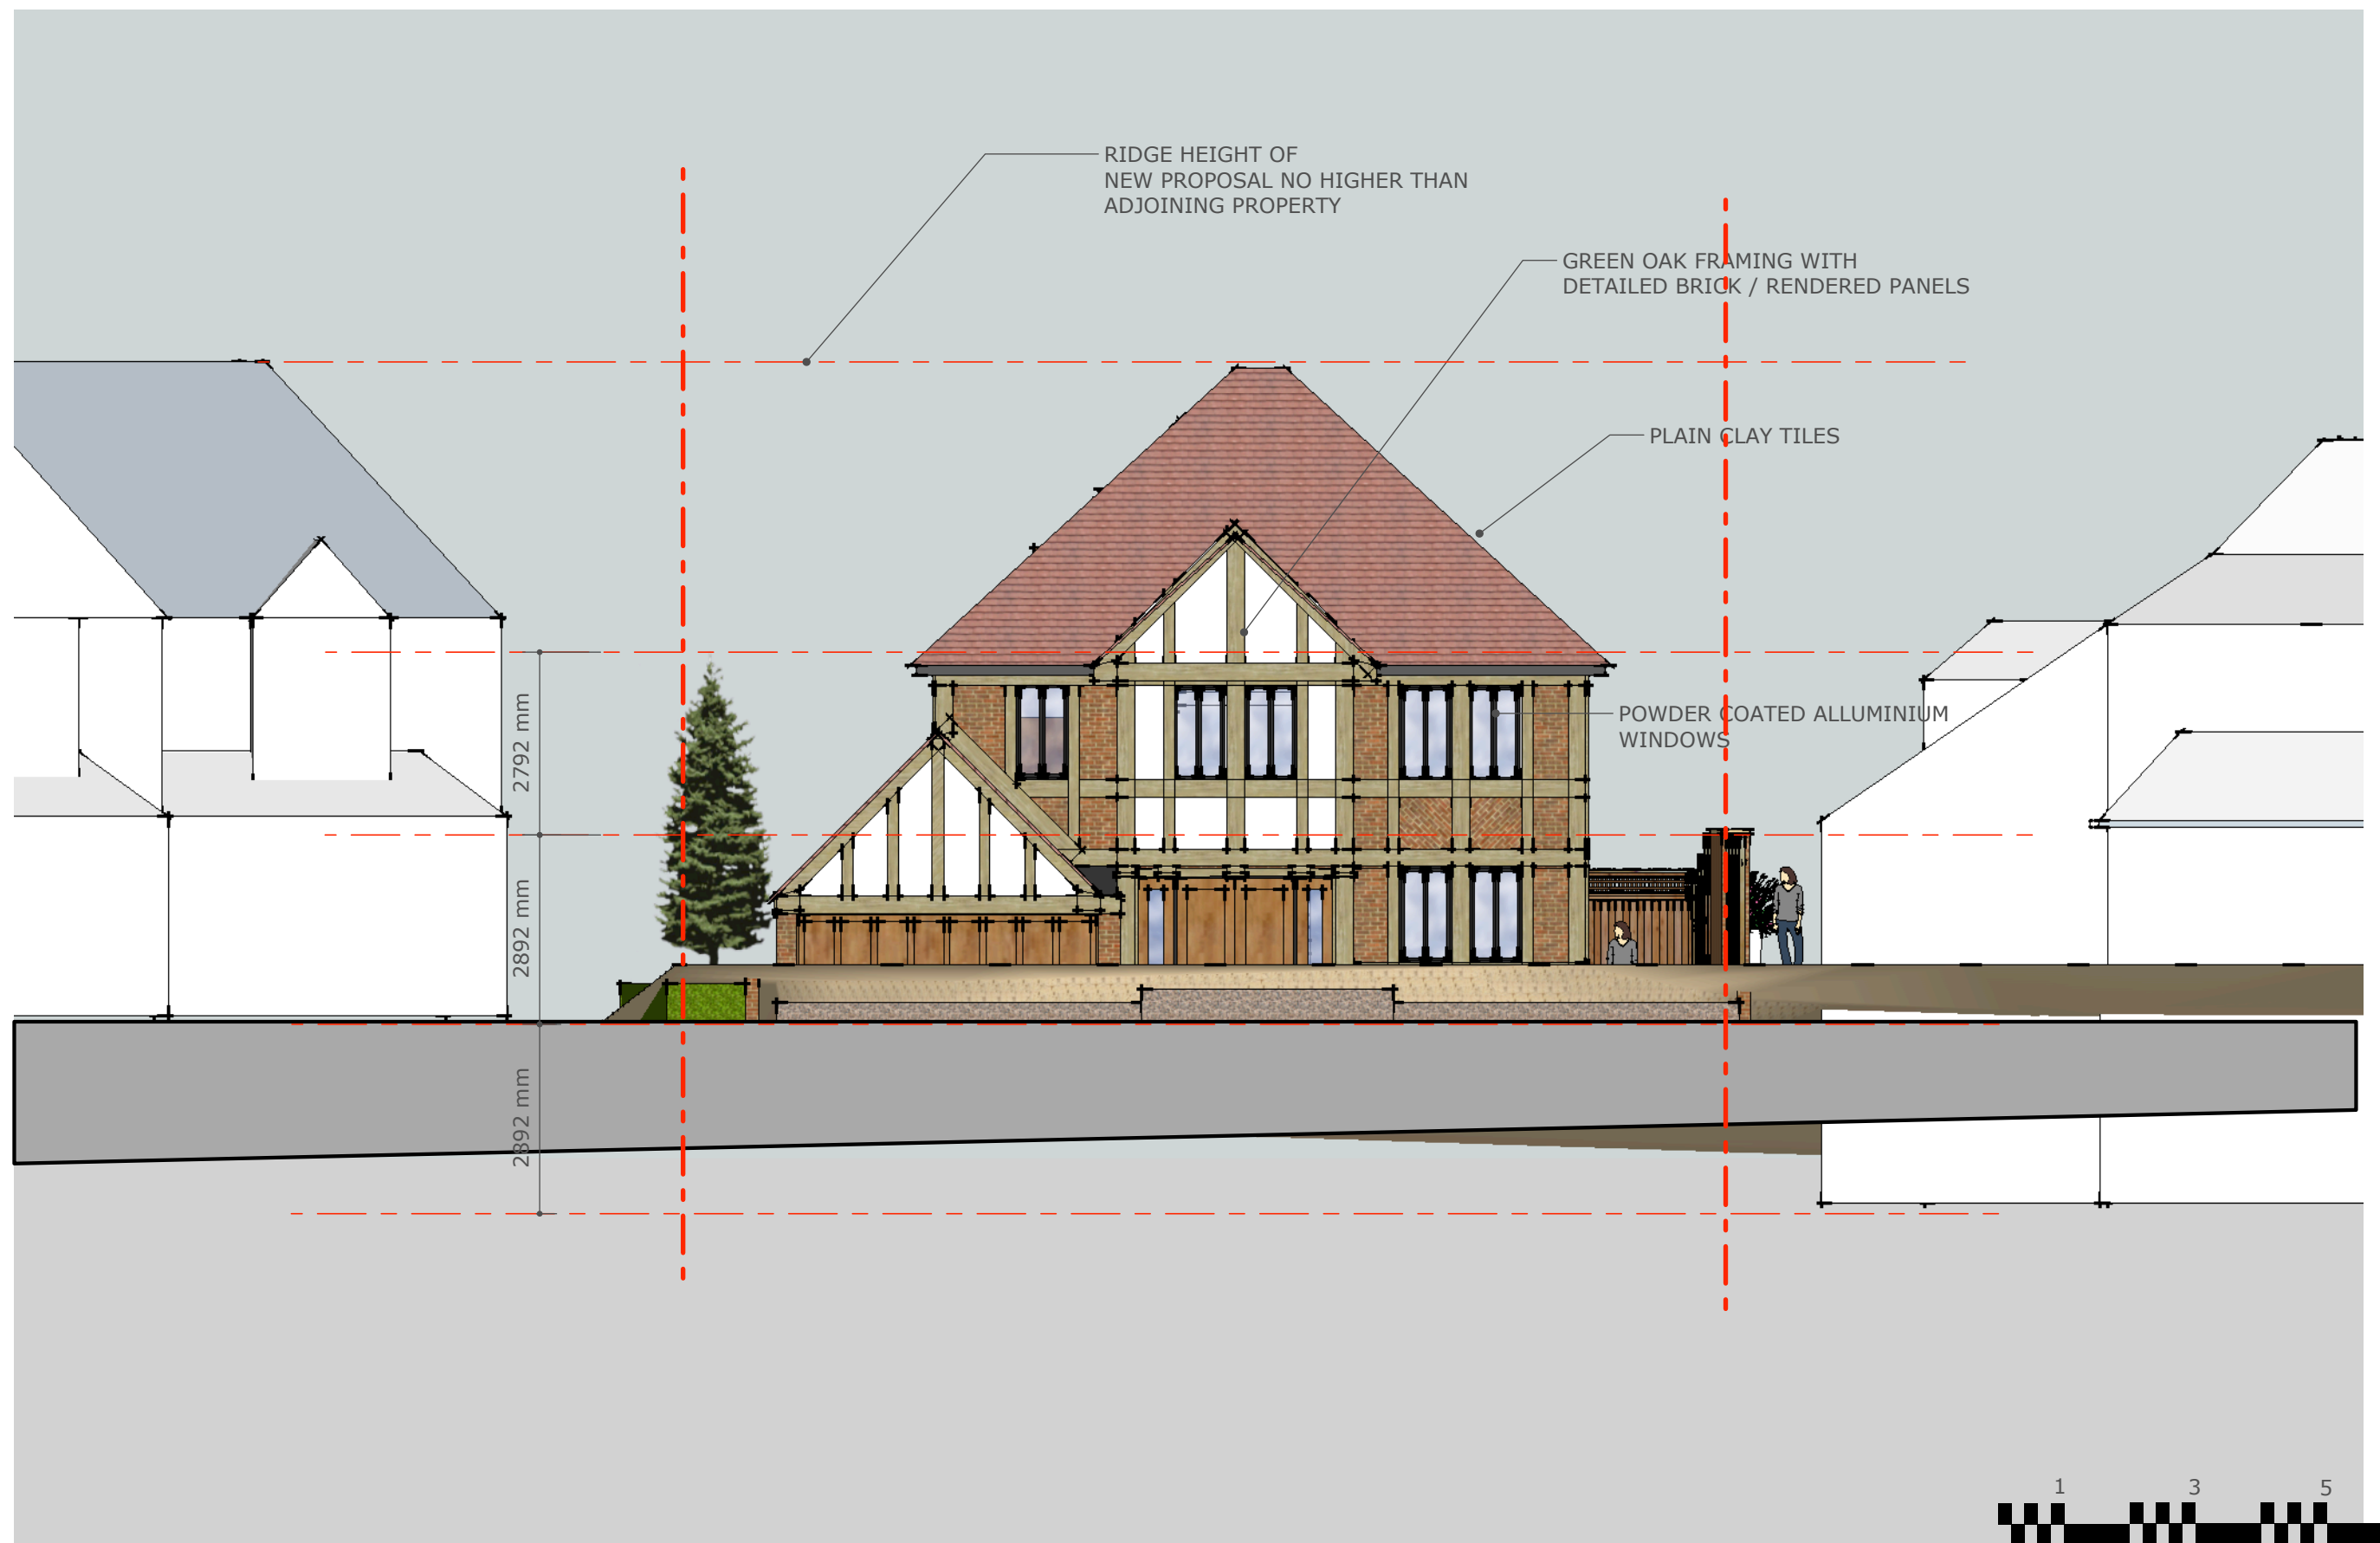 RIDGE HEIGHT OF
NEW PROPOSAL NO HIGHER THAN
ADJOINING PROPERTY
GREEN OAK FRAMING WITH
DETAILED BRICK / RENDERED PANELS
PLAIN CLAY TILES
POWDER COATED ALLUMINIUM
WINDOWS
2792 mm
2892 mm
2892 mm
1 3 5